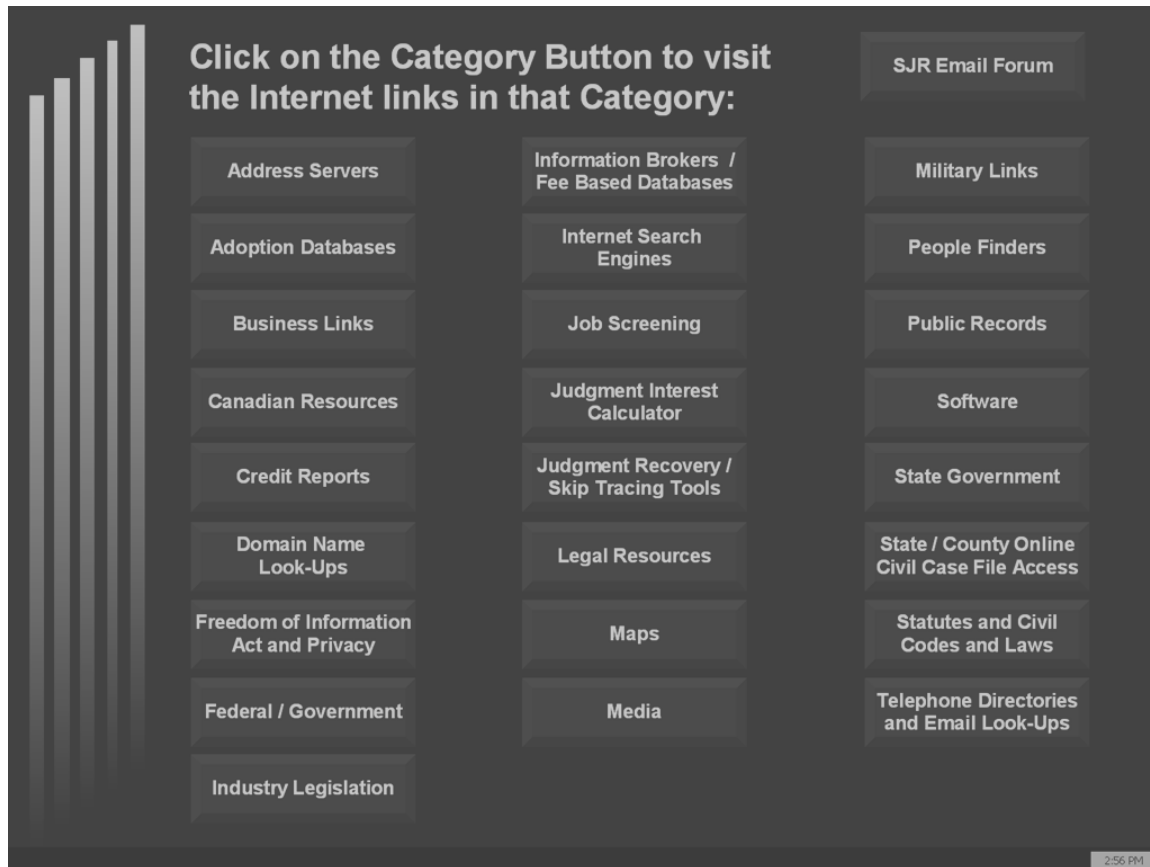 Click on the Category Button to visit
the Internet links in that Category:
SJR Email Forum
Address Servers
Adoption Databases
Business Links
Canadian Resources
Credit Reports
Domain Name
Look-Ups
Freedom of Information
Act and Privacy
Federal / Government
Industry Legislation
Information Brokers /
Fee Based Databases
Internet Search
Engines
Job Screening
Judgment Interest
Calculator
Judgment Recovery /
Skip Tracing Tools
Legal Resources
Maps
Media
Military Links
People Finders
Public Records
Software
State Government
State / County Online
Civil Case File Access
Statutes and Civil
Codes and Laws
Telephone Directories
and Email Look-Ups
2:56 PM